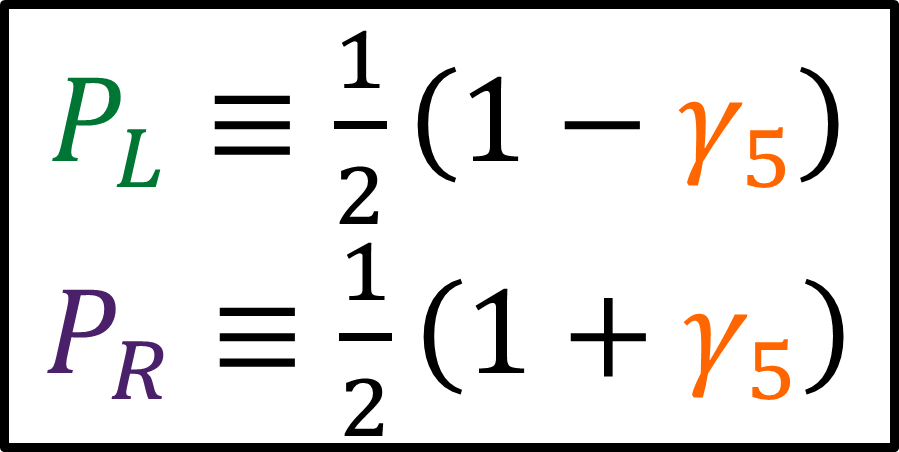 P_L ≡ 1/2 (1 − γ_5)
P_R ≡ 1/2 (1 + γ_5)